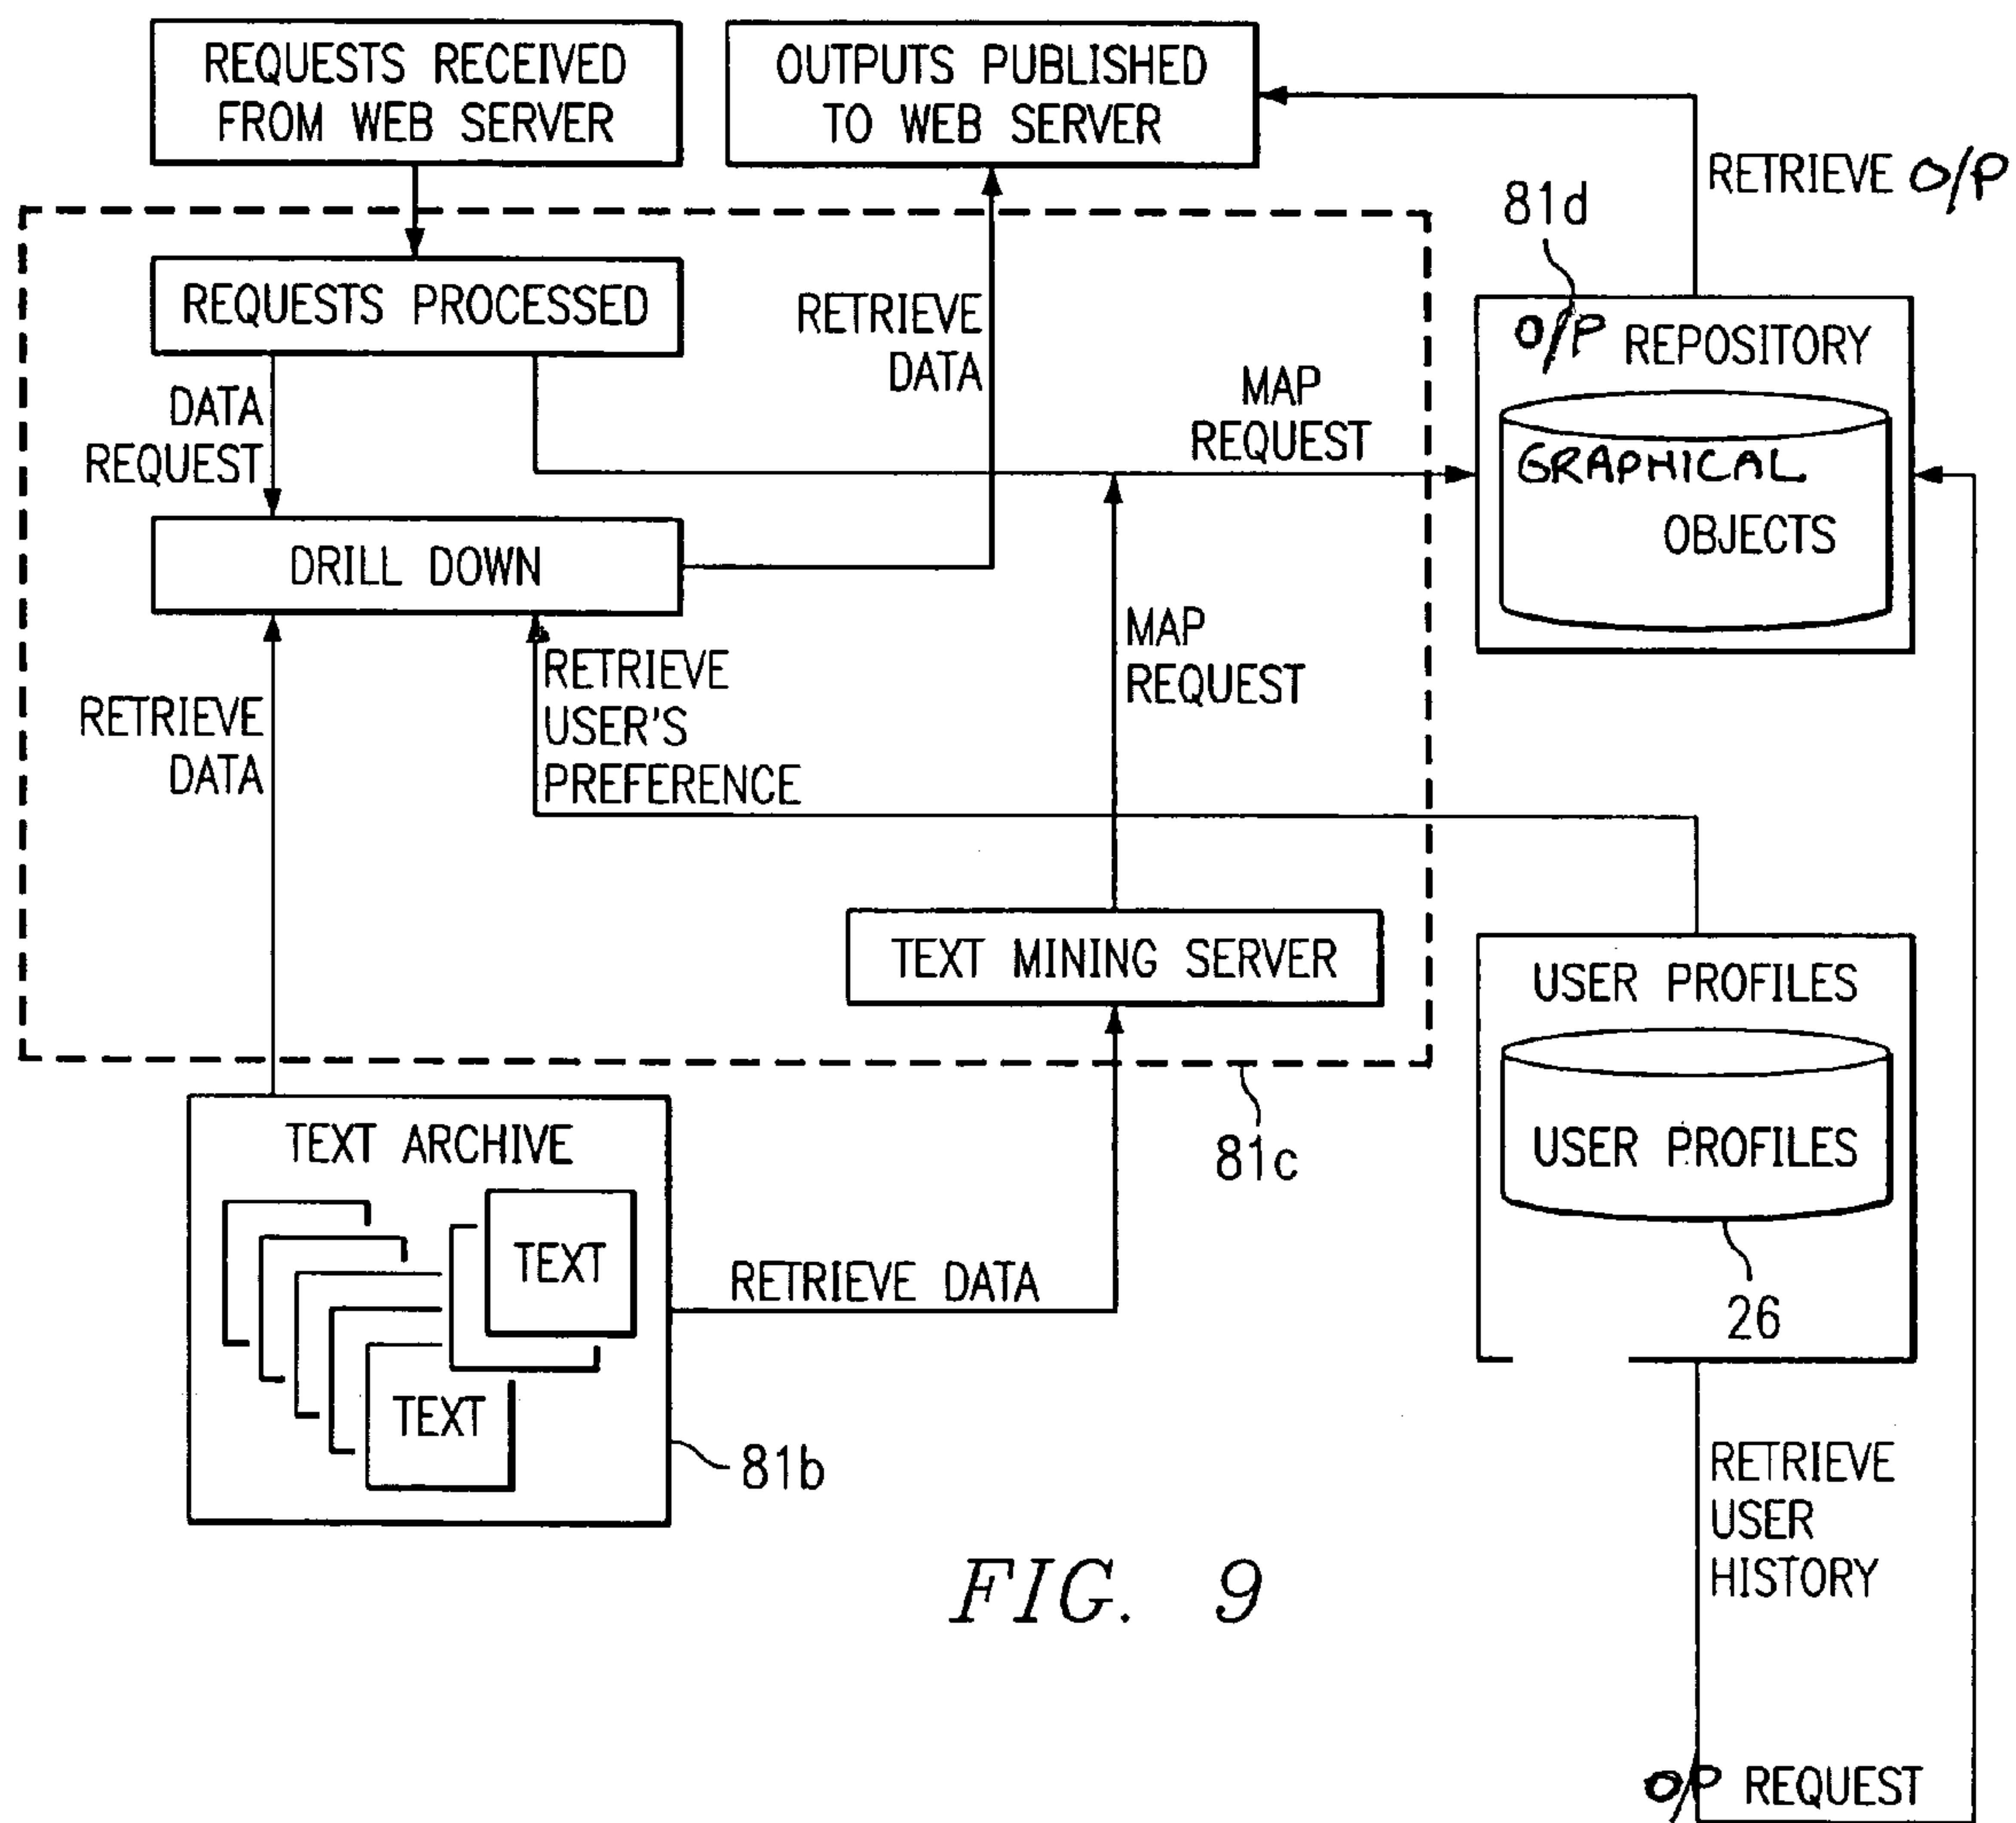 REQUESTS RECEIVED
FROM WEB SERVER
OUTPUTS PUBLISHED
TO WEB SERVER
RETRIEVE O/P
81d
REQUESTS PROCESSED
RETRIEVE
DATA
O/P REPOSITORY
DATA
REQUEST
MAP
REQUEST
GRAPHICAL
OBJECTS
DRILL DOWN
RETRIEVE
USER'S
PREFERENCE
MAP
REQUEST
RETRIEVE
DATA
TEXT MINING SERVER
USER PROFILES
USER PROFILES
26
81c
TEXT ARCHIVE
TEXT
TEXT
RETRIEVE DATA
81b
RETRIEVE
USER
HISTORY
FIG. 9
O/P REQUEST